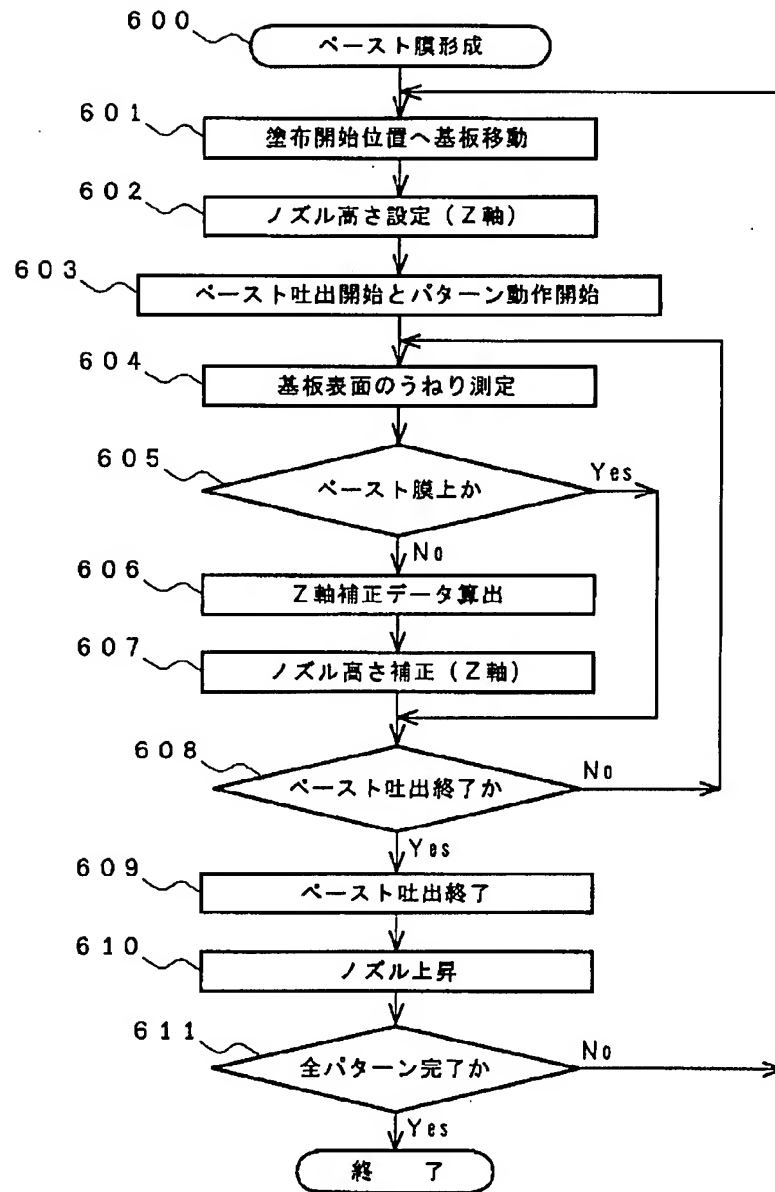 600
ペースト膜形成
601
塗布開始位置へ基板移動
602
ノズル高さ設定(Z軸)
603
ペースト吐出開始とパターン動作開始
604
基板表面のうねり測定
605
ペースト膜上か
Yes
No
606
Z軸補正データ算出
607
ノズル高さ補正(Z軸)
608
ペースト吐出終了か
No
Yes
609
ペースト吐出終了
610
ノズル上昇
611
全パターン完了か
No
Yes
終 了